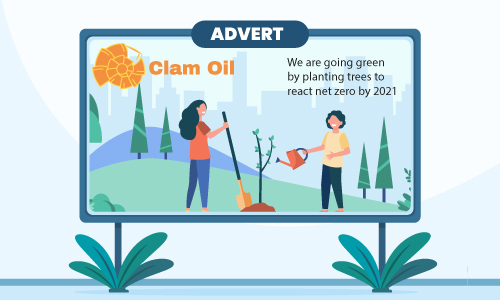 ADVERT
Clam Oil
We are going green
by planting trees to
react net zero by 2021